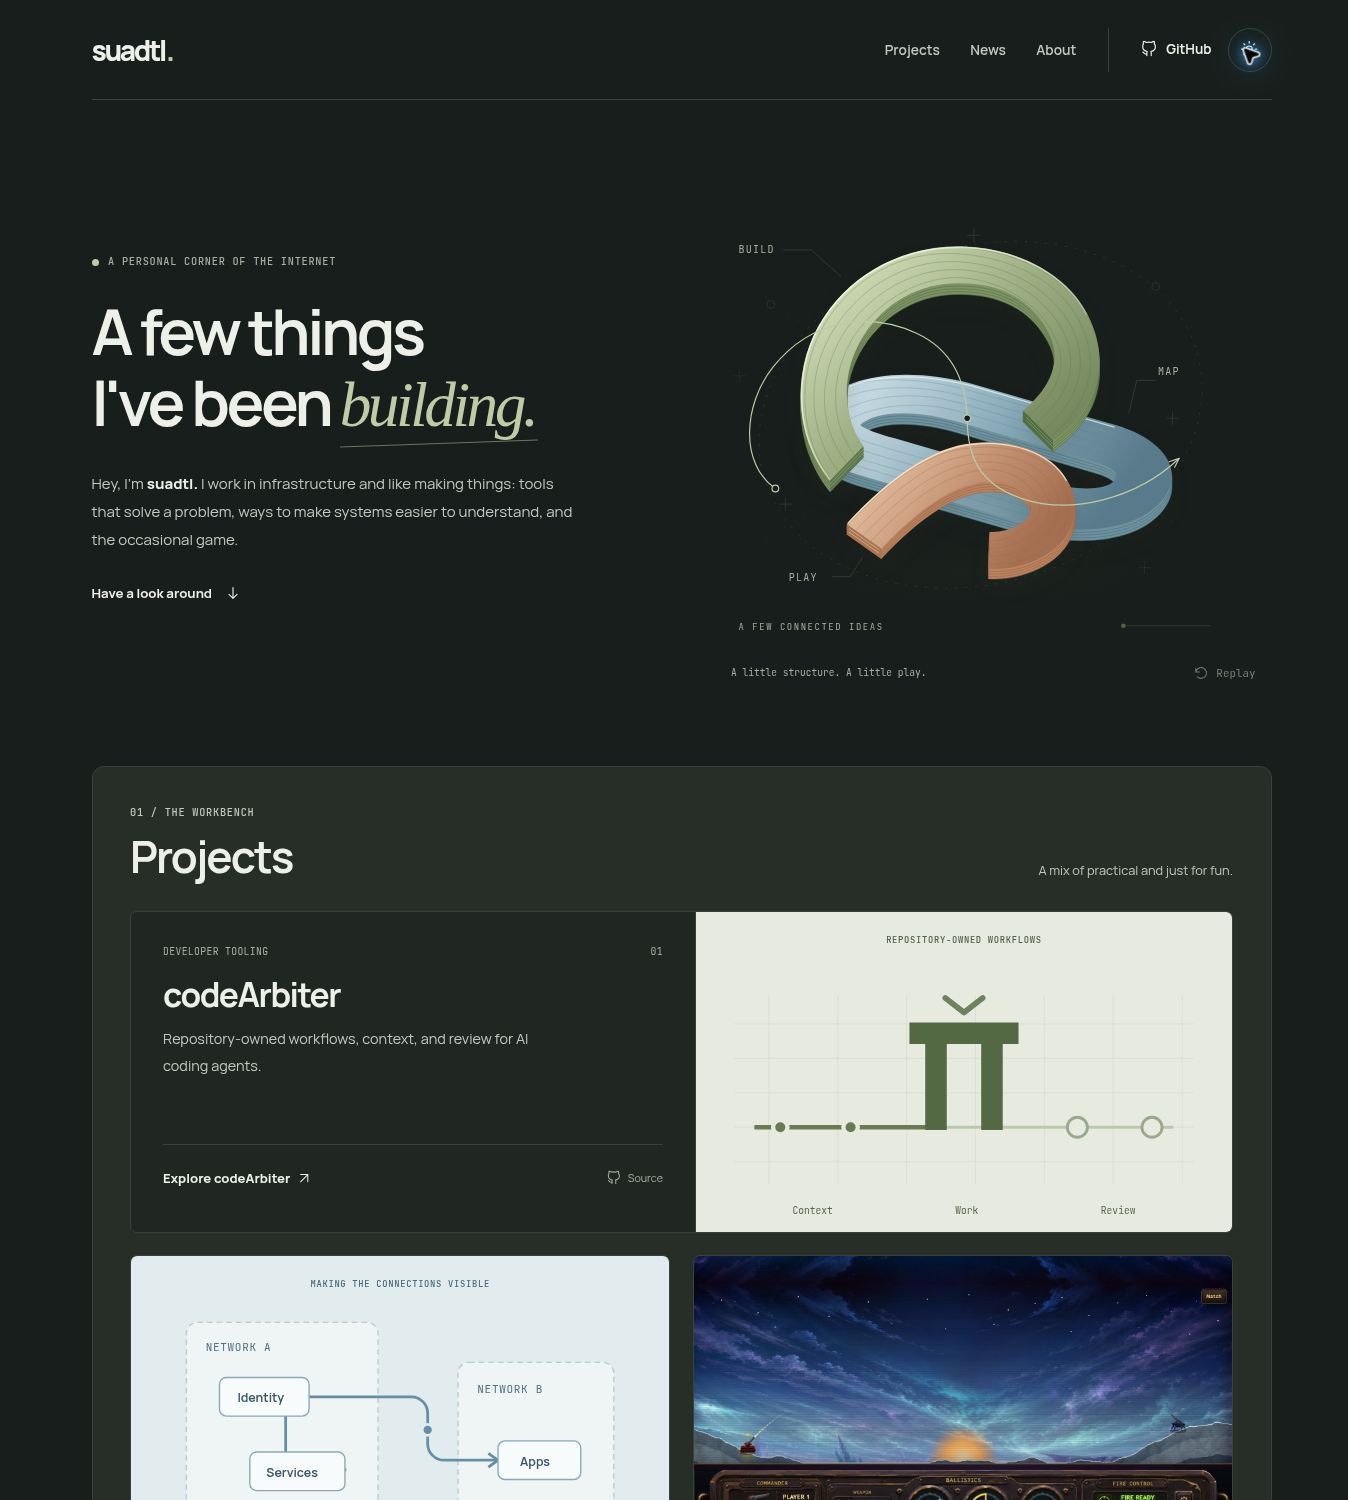 suadtl.
Projects
News
About
GitHub
A PERSONAL CORNER OF THE INTERNET
A few things
I've been building.
Hey, I'm suadtl. I work in infrastructure and like making things: tools
that solve a problem, ways to make systems easier to understand, and
the occasional game.
Have a look around
BUILD
MAP
PLAY
A FEW CONNECTED IDEAS
A little structure. A little play.
Replay
01 / THE WORKBENCH
Projects
A mix of practical and just for fun.
DEVELOPER TOOLING
01
codeArbiter
Repository-owned workflows, context, and review for AI
coding agents.
Explore codeArbiter
Source
REPOSITORY-OWNED WORKFLOWS
Context
Work
Review
MAKING THE CONNECTIONS VISIBLE
NETWORK A
Identity
Services
NETWORK B
Apps
Match
COMMANDER
PLAYER 1
WEAPON
BALLISTICS
FIRE CONTROL
FIRE READY